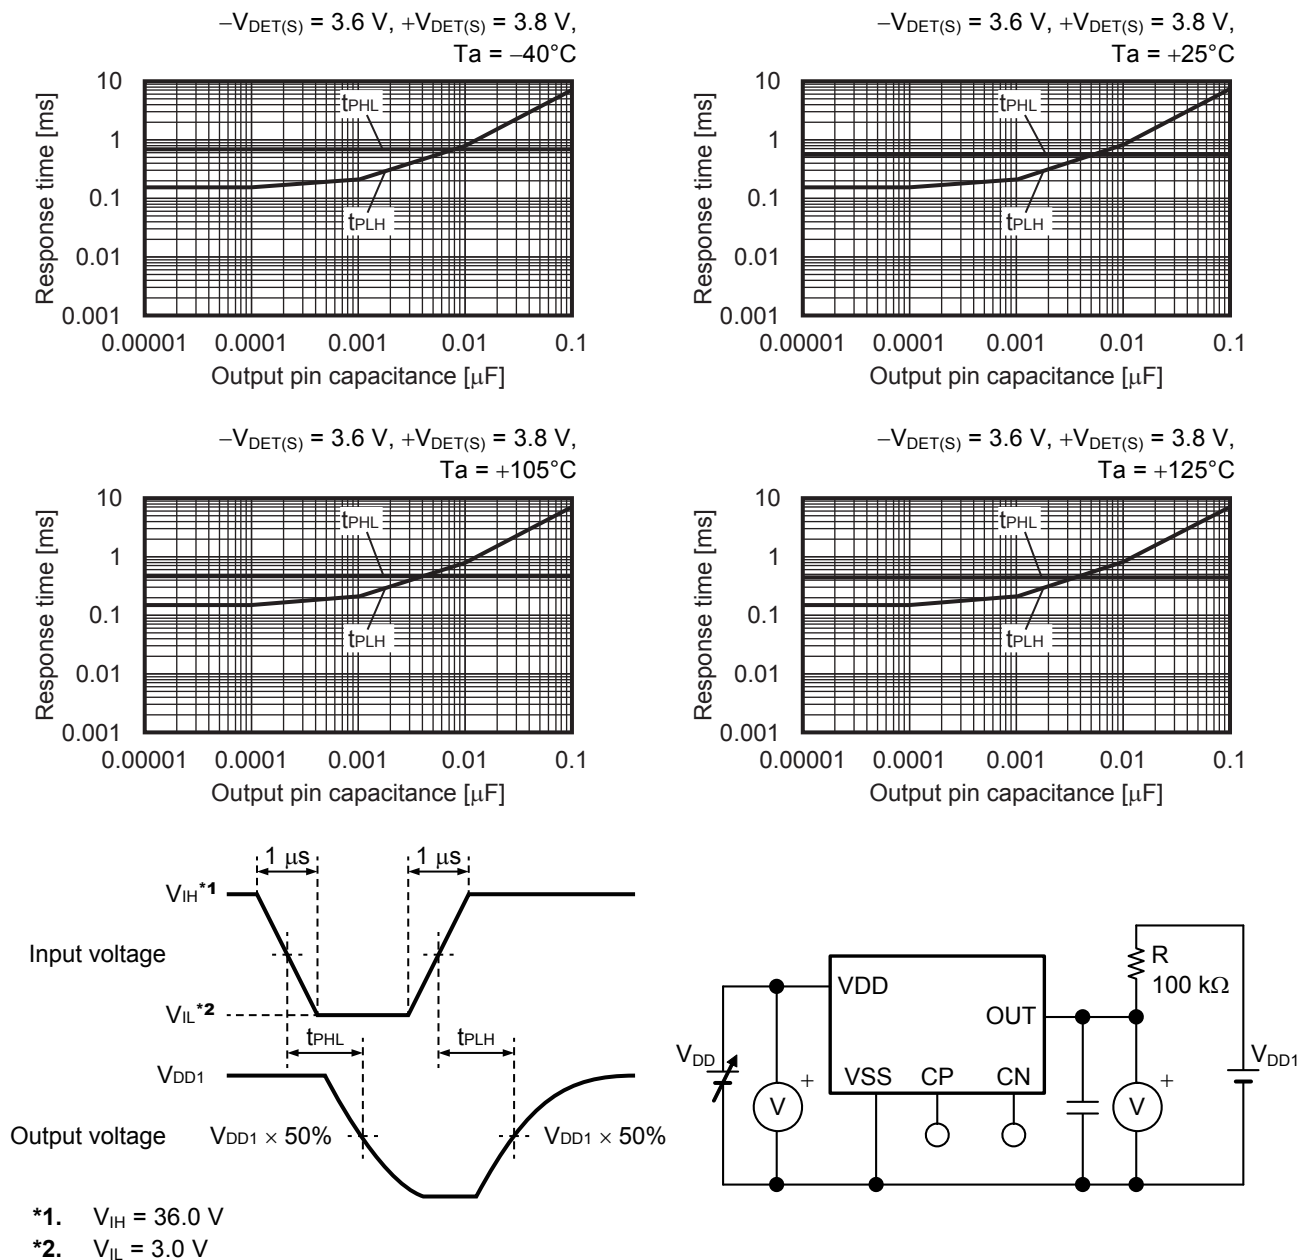 −VDET(S) = 3.6 V, +VDET(S) = 3.8 V,
Ta = −40°C
Response time [ms]
10
1
0.1
0.01
0.001
tPHL
tPLH
0.00001 0.0001 0.001 0.01 0.1
Output pin capacitance [μF]
−VDET(S) = 3.6 V, +VDET(S) = 3.8 V,
Ta = +25°C
Response time [ms]
10
1
0.1
0.01
0.001
tPHL
tPLH
0.00001 0.0001 0.001 0.01 0.1
Output pin capacitance [μF]
−VDET(S) = 3.6 V, +VDET(S) = 3.8 V,
Ta = +105°C
Response time [ms]
10
1
0.1
0.01
0.001
tPHL
tPLH
0.00001 0.0001 0.001 0.01 0.1
Output pin capacitance [μF]
−VDET(S) = 3.6 V, +VDET(S) = 3.8 V,
Ta = +125°C
Response time [ms]
10
1
0.1
0.01
0.001
tPHL
tPLH
0.00001 0.0001 0.001 0.01 0.1
Output pin capacitance [μF]
1 μs 1 μs
VIH*1
Input voltage
VIL*2
tPHL tPLH
VDD1
Output voltage
VDD1 × 50% VDD1 × 50%
*1. VIH = 36.0 V
*2. VIL = 3.0 V
R
100 kΩ
VDD
OUT
VDD
VSS CP CN
VDD1
+
V
+
V